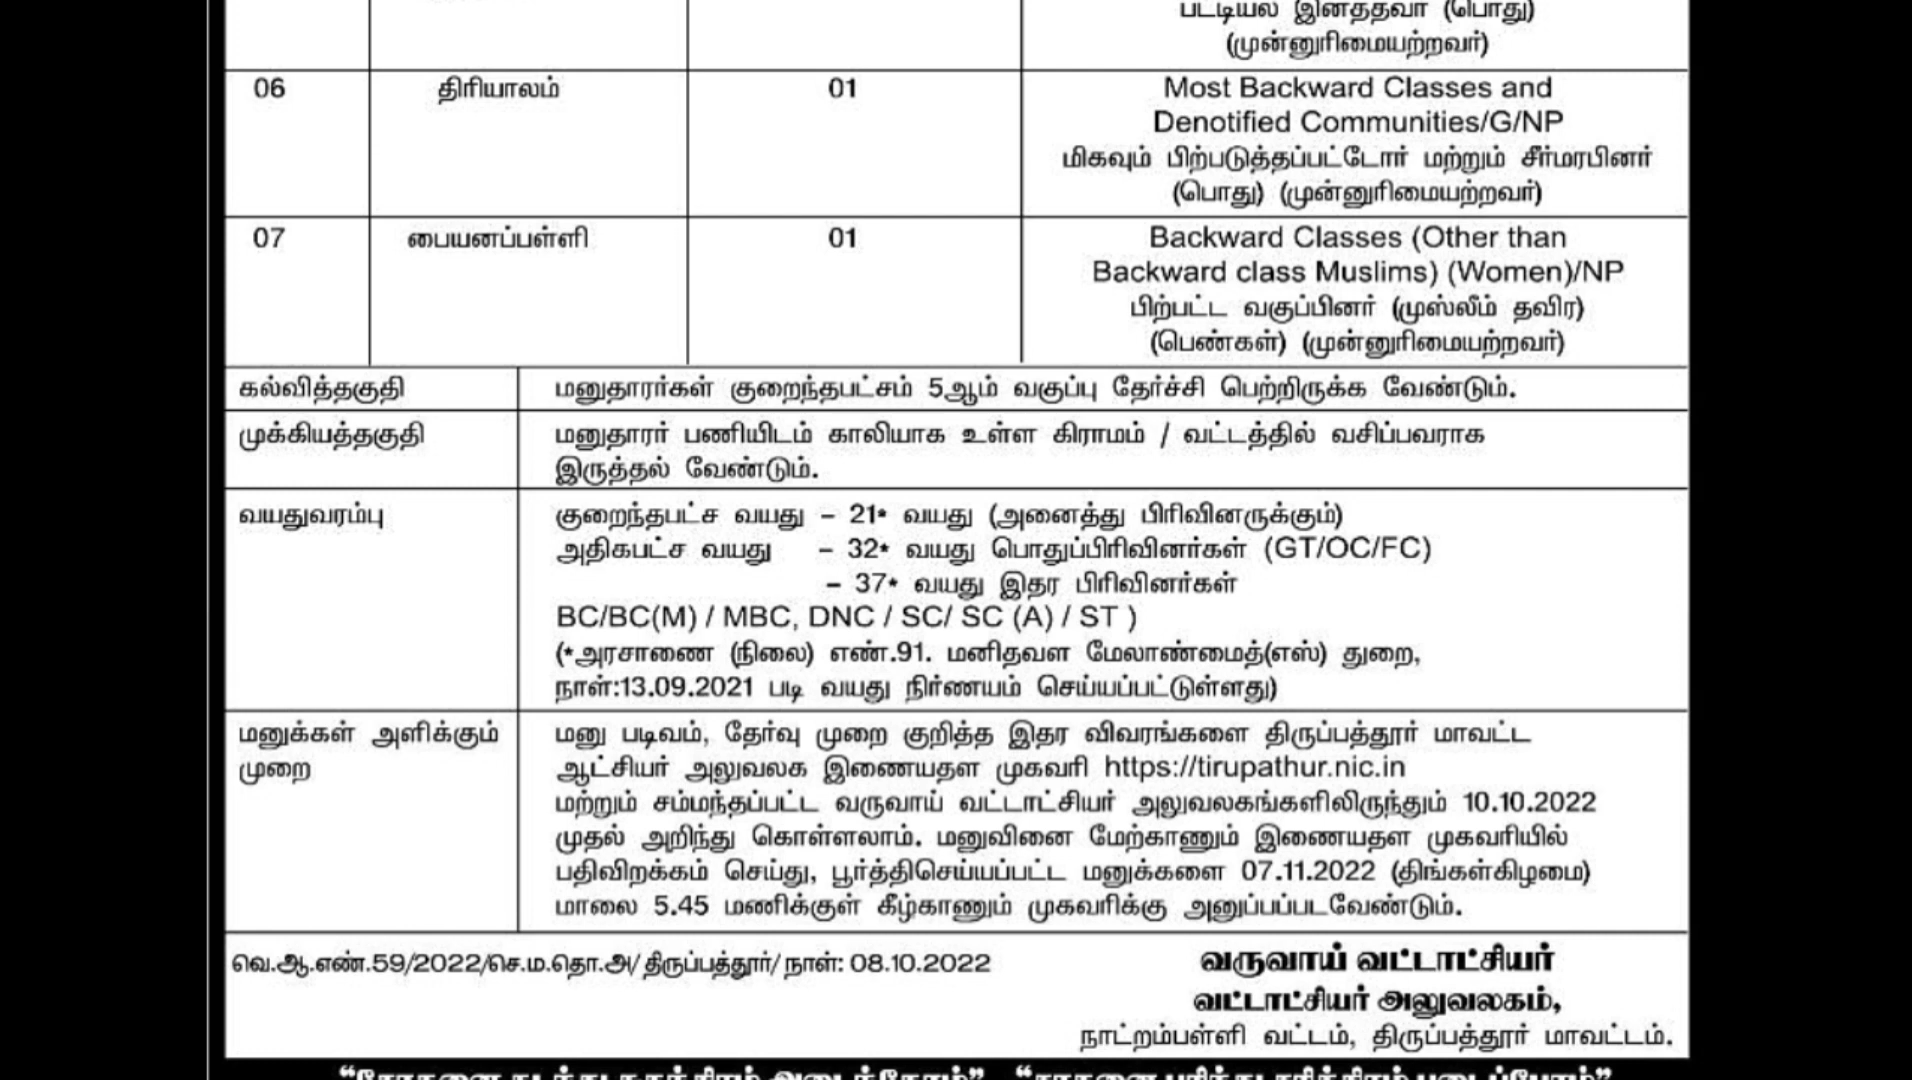 பட்டியல் இனத்தவர் (பொது)
(முன்னுரிமையற்றவர்)
06 திரியாலம் 01 Most Backward Classes and
Denotified Communities/G/NP
மிகவும் பிற்படுத்தப்பட்டோர் மற்றும் சீர்மரபினர்
(பொது) (முன்னுரிமையற்றவர்)
07 பையனப்பள்ளி 01 Backward Classes (Other than
Backward class Muslims) (Women)/NP
பிற்பட்ட வகுப்பினர் (முஸ்லீம் தவிர)
(பெண்கள்) (முன்னுரிமையற்றவர்)
கல்வித்தகுதி மனுதாரர்கள் குறைந்தபட்சம் 5ஆம் வகுப்பு தேர்ச்சி பெற்றிருக்க வேண்டும்.
முக்கியத்தகுதி மனுதாரர் பணியிடம் காலியாக உள்ள கிராமம் / வட்டத்தில் வசிப்பவராக
இருத்தல் வேண்டும்.
வயதுவரம்பு குறைந்தபட்ச வயது – 21* வயது (அனைத்து பிரிவினருக்கும்)
அதிகபட்ச வயது – 32* வயது பொதுப்பிரிவினர்கள் (GT/OC/FC)
– 37* வயது இதர பிரிவினர்கள்
BC/BC(M) / MBC, DNC / SC/ SC (A) / ST )
(*அரசாணை (நிலை) எண்.91. மனிதவள மேலாண்மைத்(எஸ்) துறை,
நாள்:13.09.2021 படி வயது நிர்ணயம் செய்யப்பட்டுள்ளது)
மனுக்கள் அளிக்கும் மனு படிவம், தேர்வு முறை குறித்த இதர விவரங்களை திருப்பத்தூர் மாவட்ட
முறை ஆட்சியர் அலுவலக இணையதள முகவரி https://tirupathur.nic.in
மற்றும் சம்மந்தப்பட்ட வருவாய் வட்டாட்சியர் அலுவலகங்களிலிருந்தும் 10.10.2022
முதல் அறிந்து கொள்ளலாம். மனுவினை மேற்காணும் இணையதள முகவரியில்
பதிவிறக்கம் செய்து, பூர்த்திசெய்யப்பட்ட மனுக்களை 07.11.2022 (திங்கள்கிழமை)
மாலை 5.45 மணிக்குள் கீழ்காணும் முகவரிக்கு அனுப்பப்படவேண்டும்.
வெ.ஆ.எண்.59/2022/செ.ம.தொ.அ/ திருப்பத்தூர்/ நாள்: 08.10.2022 வருவாய் வட்டாட்சியர்
வட்டாட்சியர் அலுவலகம்,
நாட்றம்பள்ளி வட்டம், திருப்பத்தூர் மாவட்டம்.